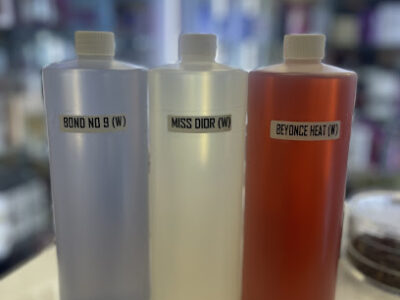 BOND NO 9 (W)
MISS DIOR (W)
BEYONCE HEAT (W)